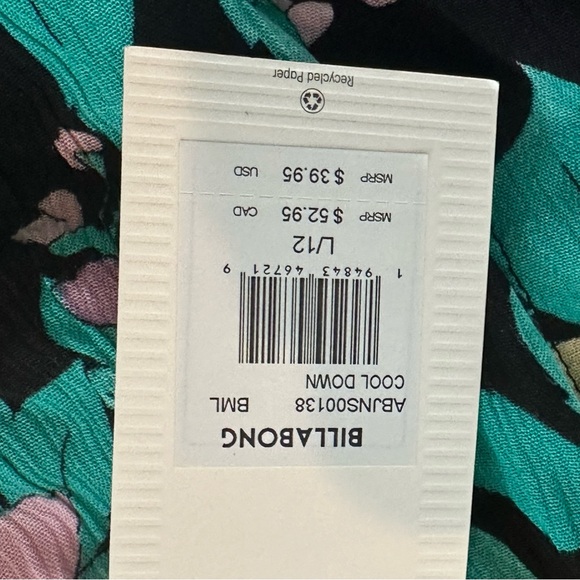 BILLABONG
ABJNS00138 BML
COOL DOWN
1 94843 46721 9
L/12
MSRP $ 52.95 CAD
MSRP $ 39.95 USD
Recycled Paper